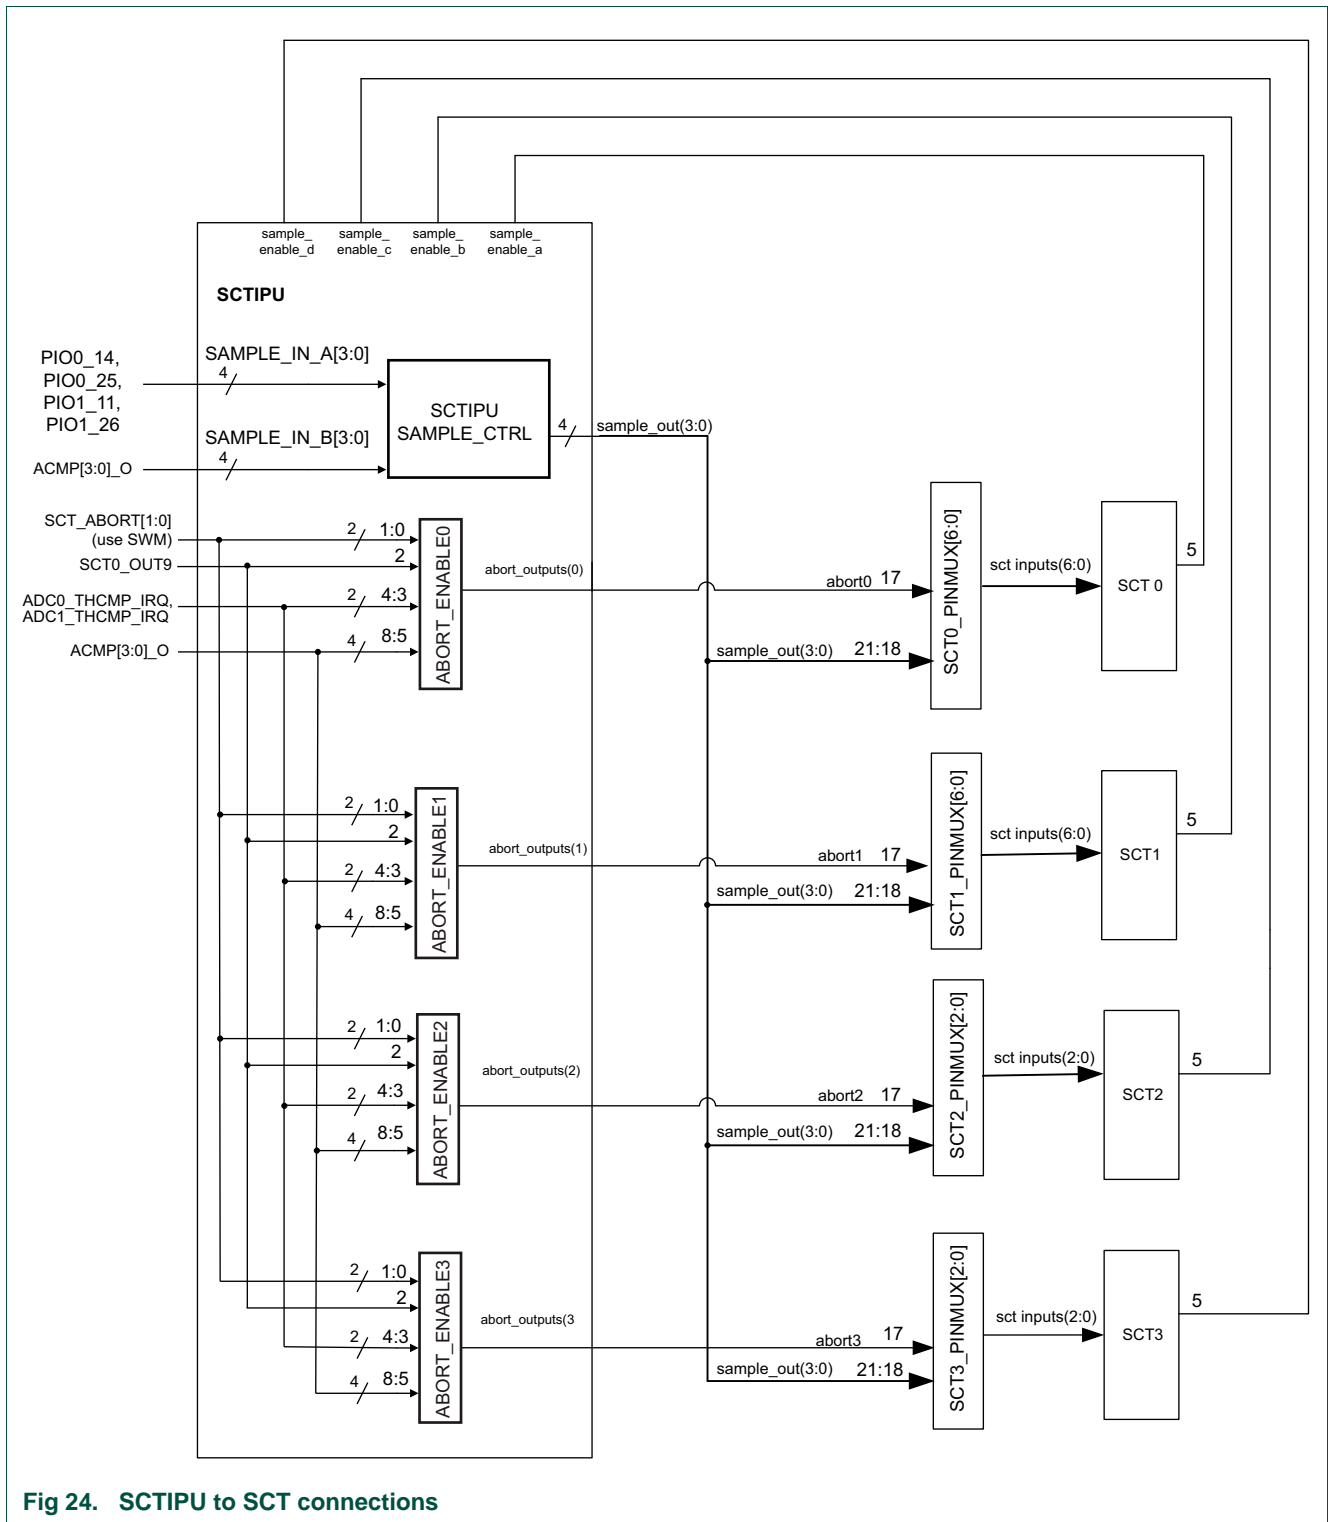 sample_
enable_d
sample_
enable_c
sample_
enable_b
sample_
enable_a
SCTIPU
PIO0_14,
PIO0_25,
PIO1_11,
PIO1_26
SAMPLE_IN_A[3:0]
4
SAMPLE_IN_B[3:0]
4
ACMP[3:0]_O
SCTIPU
SAMPLE_CTRL
4
sample_out(3:0)
SCT_ABORT[1:0]
(use SWM)
SCT0_OUT9
ADC0_THCMP_IRQ,
ADC1_THCMP_IRQ
ACMP[3:0]_O
2 1:0
2
2 4:3
4 8:5
ABORT_ENABLE0
abort_outputs(0)
abort0 17
sample_out(3:0) 21:18
SCT0_PINMUX[6:0]
sct inputs(6:0)
SCT 0
5
2 1:0
2
2 4:3
4 8:5
ABORT_ENABLE1
abort_outputs(1)
abort1 17
sample_out(3:0) 21:18
SCT1_PINMUX[6:0]
sct inputs(6:0)
SCT1
5
2 1:0
2
2 4:3
4 8:5
ABORT_ENABLE2
abort_outputs(2)
abort2 17
sample_out(3:0) 21:18
SCT2_PINMUX[2:0]
sct inputs(2:0)
SCT2
5
2 1:0
2
2 4:3
4 8:5
ABORT_ENABLE3
abort_outputs(3
abort3 17
sample_out(3:0) 21:18
SCT3_PINMUX[2:0]
sct inputs(2:0)
SCT3
5
Fig 24. SCTIPU to SCT connections